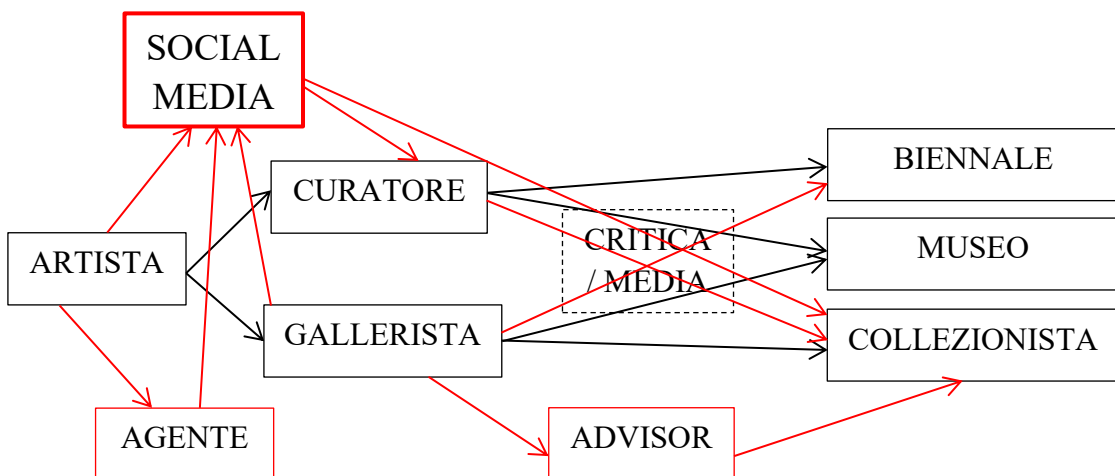 SOCIAL
MEDIA
BIENNALE
CURATORE
CRITICA
/ MEDIA
MUSEO
ARTISTA
GALLERISTA
COLLEZIONISTA
AGENTE
ADVISOR